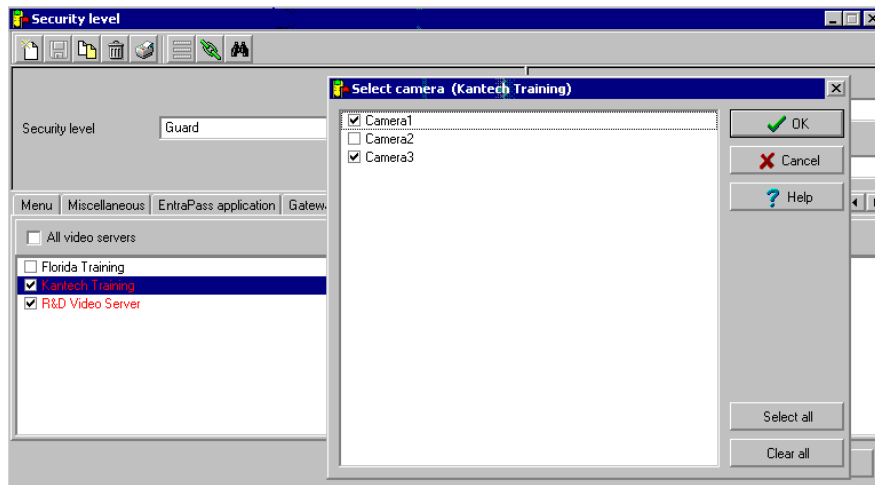 Security level
Select camera (Kantech Training)
Camera1
Camera2
Camera3
OK
Cancel
Help
Select all
Clear all
Security level
Guard
Menu
Miscellaneous
EntraPass application
All video servers
Florida Training
Kantech Training
R&D Video Server